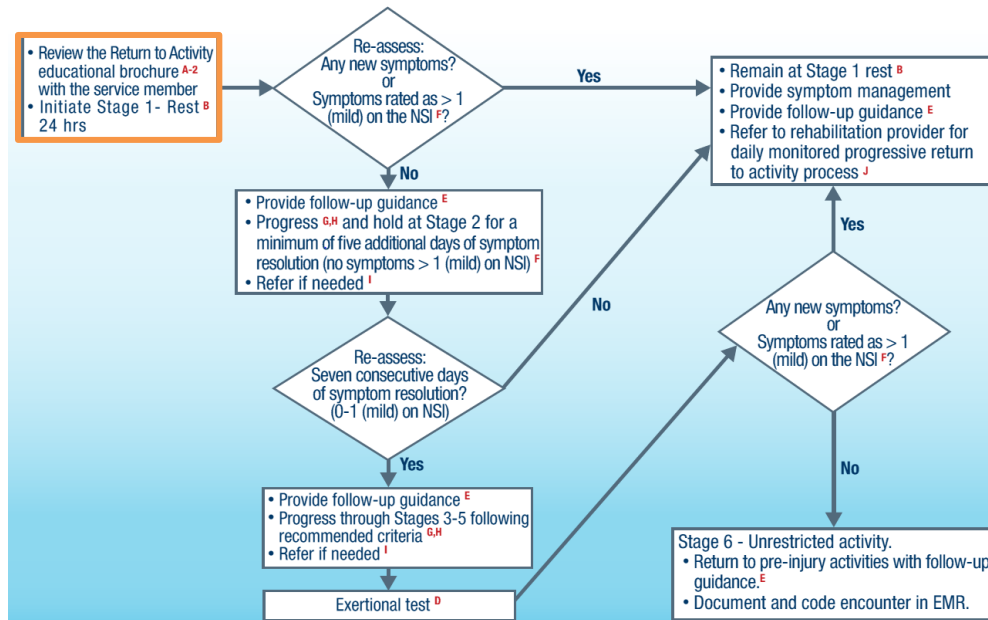 • Review the Return to Activity
educational brochure A-2
with the service member
• Initiate Stage 1- Rest B
24 hrs
Re-assess:
Any new symptoms?
or
Symptoms rated as > 1
(mild) on the NSI F?
Yes
• Remain at Stage 1 rest B
• Provide symptom management
• Provide follow-up guidance E
• Refer to rehabilitation provider for
daily monitored progressive return
to activity process J
No
• Provide follow-up guidance E
• Progress G,H and hold at Stage 2 for a
minimum of five additional days of symptom
resolution (no symptoms > 1 (mild) on NSI) F
• Refer if needed I
No
Re-assess:
Seven consecutive days
of symptom resolution?
(0-1 (mild) on NSI)
Yes
• Provide follow-up guidance E
• Progress through Stages 3-5 following
recommended criteria G,H
• Refer if needed I
Exertional test D
Yes
Any new symptoms?
or
Symptoms rated as > 1
(mild) on the NSI F?
No
Stage 6 - Unrestricted activity.
• Return to pre-injury activities with follow-up
guidance.E
• Document and code encounter in EMR.